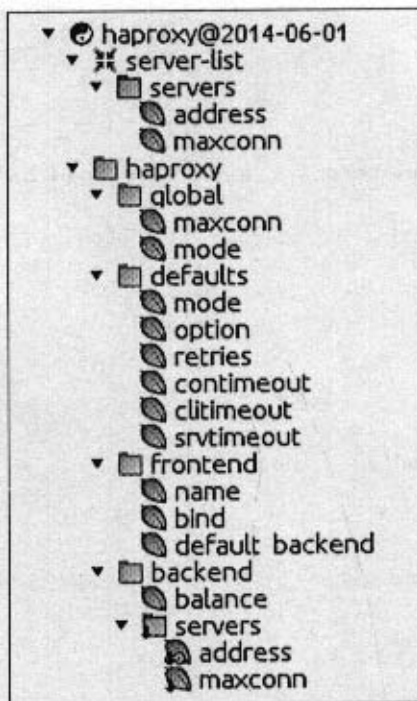 haproxy@2014-06-01
server-list
servers
address
maxconn
haproxy
global
maxconn
mode
defaults
mode
option
retries
contimeout
clitimeout
srvtimeout
frontend
name
bind
default backend
backend
balance
servers
address
maxconn